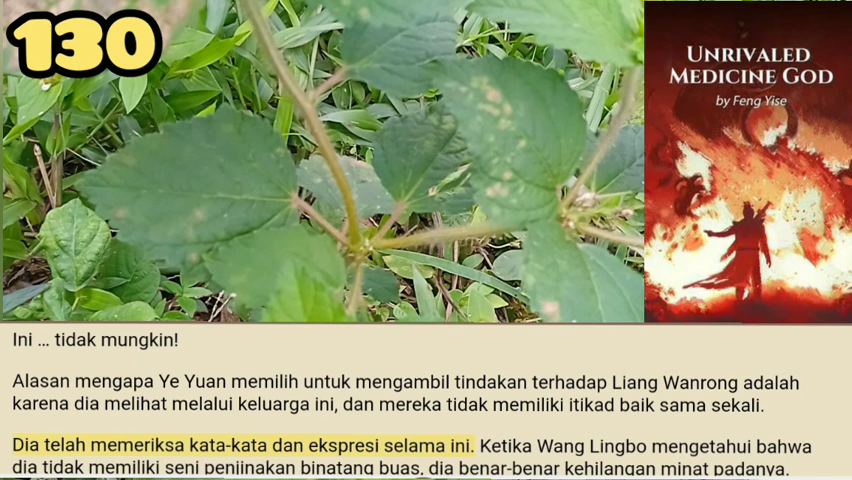 130
UNRIVALED
MEDICINE GOD
by Feng Yise
Ini ... tidak mungkin!
Alasan mengapa Ye Yuan memilih untuk mengambil tindakan terhadap Liang Wanrong adalah
karena dia melihat melalui keluarga ini, dan mereka tidak memiliki itikad baik sama sekali.
Dia telah memeriksa kata-kata dan ekspresi selama ini. Ketika Wang Lingbo mengetahui bahwa
dia tidak memiliki seni penjinakan binatang buas, dia benar-benar kehilangan minat padanya.